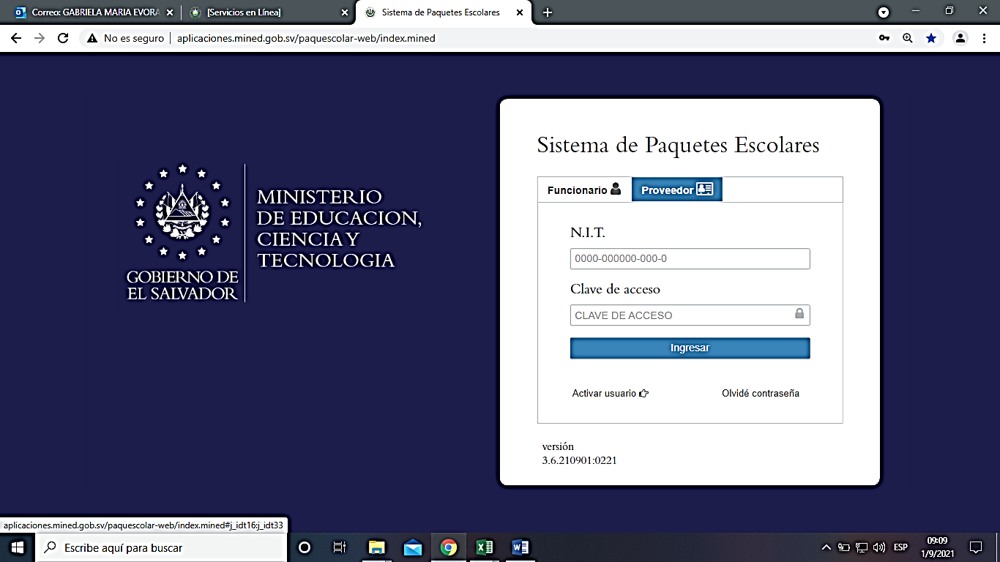 Correo: GABRIELA MARIA EVORA
[Servicios en Línea]
Sistema de Paquetes Escolares
No es seguro
aplicaciones.mined.gob.sv/paquescolar-web/index.mined
GOBIERNO DE
EL SALVADOR
MINISTERIO
DE EDUCACION,
CIENCIA Y
TECNOLOGIA
Sistema de Paquetes Escolares
Funcionario
Proveedor
N.I.T.
0000-000000-000-0
Clave de acceso
CLAVE DE ACCESO
Ingresar
Activar usuario
Olvidé contraseña
versión
3.6.210901:0221
aplicaciones.mined.gob.sv/paquescolar-web/index.mined#j_idt16:j_idt33
Escribe aquí para buscar
ESP
09:09
1/9/2021